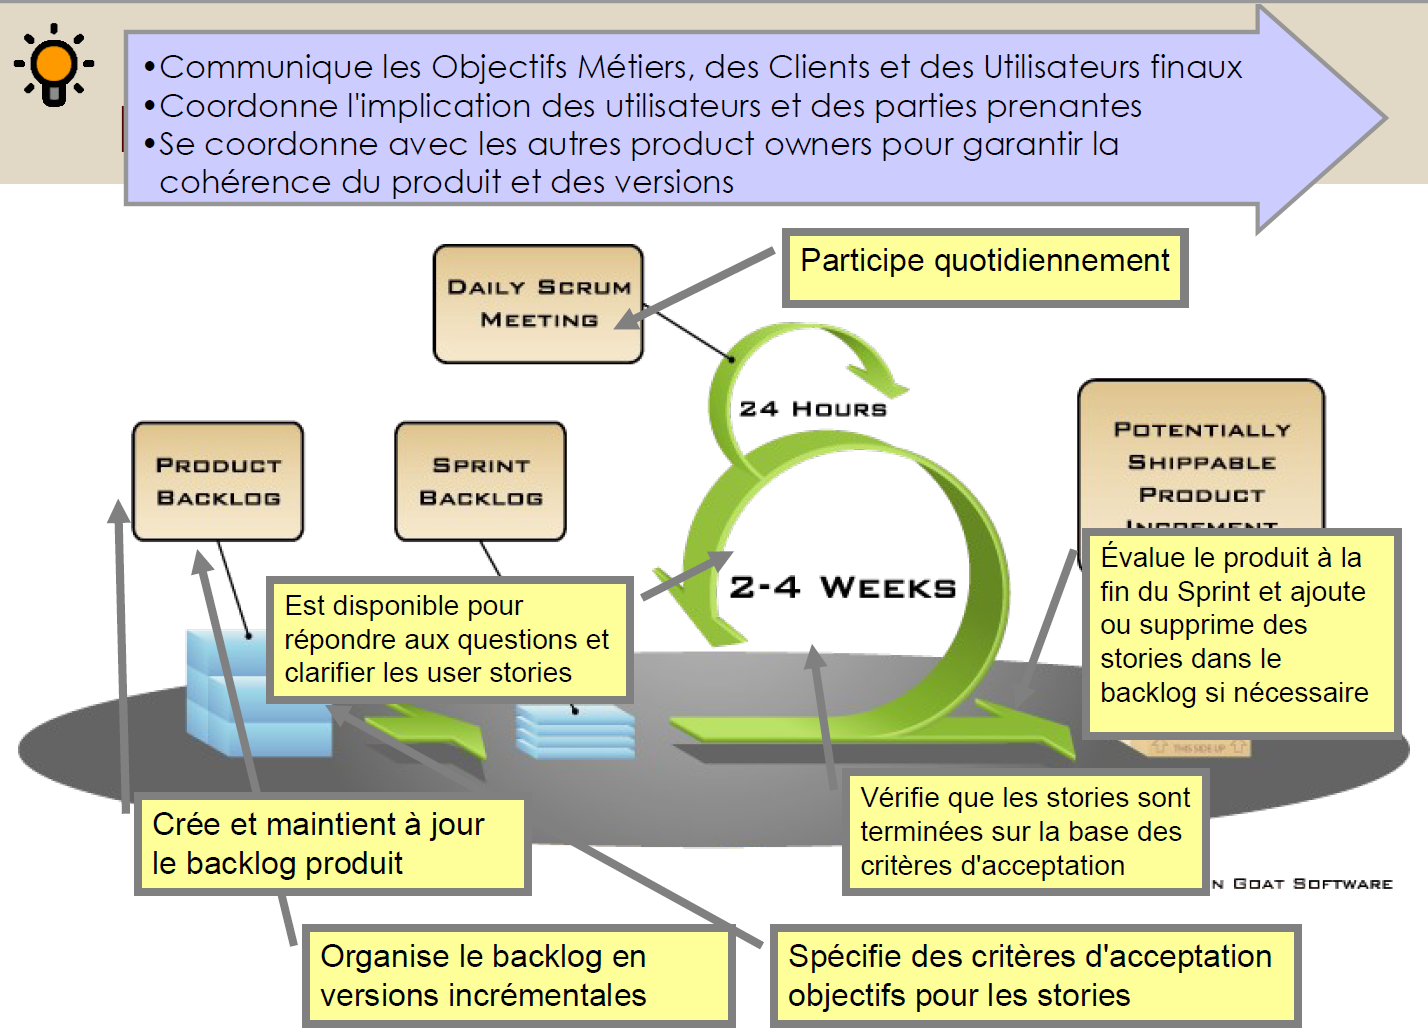 •Communique les Objectifs Métiers, des Clients et des Utilisateurs finaux
•Coordonne l'implication des utilisateurs et des parties prenantes
•Se coordonne avec les autres product owners pour garantir la
cohérence du produit et des versions
Participe quotidiennement
DAILY SCRUM
MEETING
24 HOURS
PRODUCT
BACKLOG
SPRINT
BACKLOG
POTENTIALLY
SHIPPABLE
PRODUCT
INCREMENT
2-4 WEEKS
Évalue le produit à la
fin du Sprint et ajoute
ou supprime des
stories dans le
backlog si nécessaire
Est disponible pour
répondre aux questions et
clarifier les user stories
THIS SIDE UP
Crée et maintient à jour
le backlog produit
Vérifie que les stories sont
terminées sur la base des
critères d'acceptation
N GOAT SOFTWARE
Organise le backlog en
versions incrémentales
Spécifie des critères d'acceptation
objectifs pour les stories